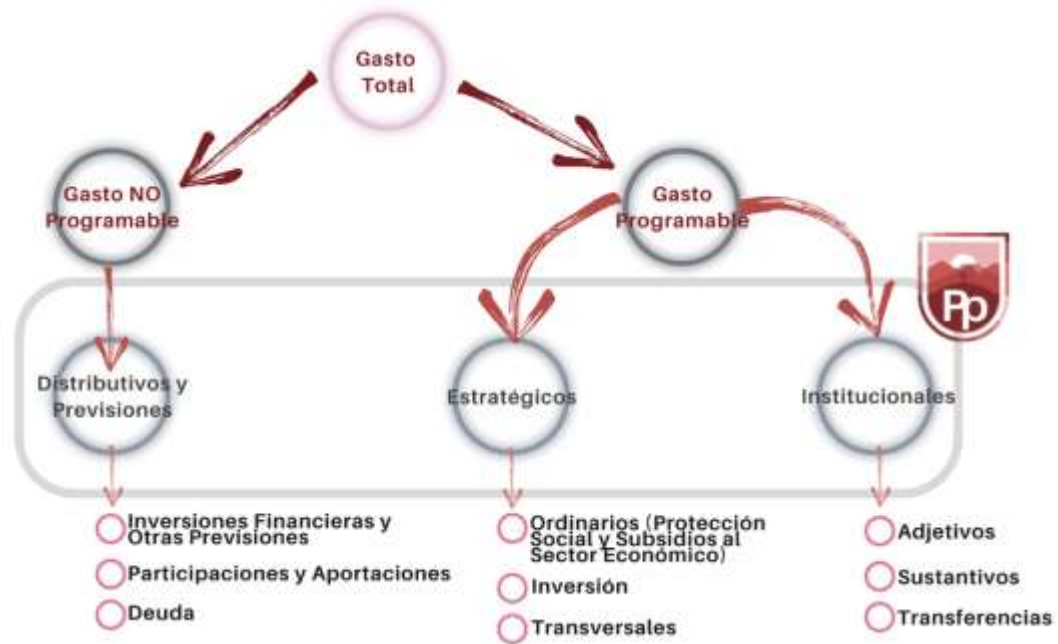 Gasto
Total
Gasto NO
Programable
Gasto
Programable
Pp
Distributivos y
Previsiones
Estratégicos
Institucionales
Inversiones Financieras y
Otras Previsiones
Participaciones y Aportaciones
Deuda
Ordinarios (Protección
Social y Subsidios al
Sector Económico)
Inversión
Transversales
Adjetivos
Sustantivos
Transferencias